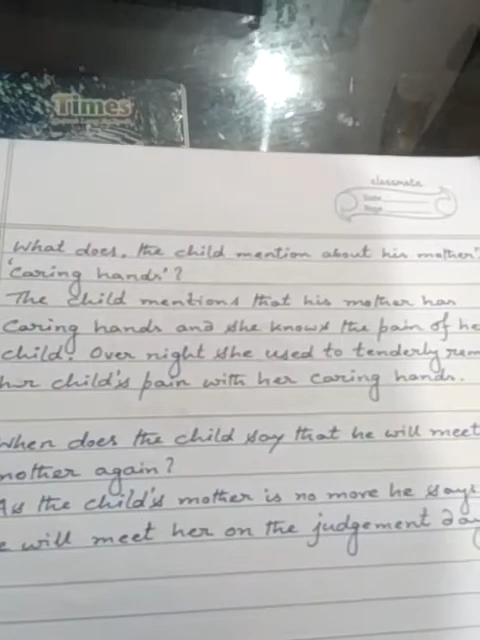 Times
classmate
Date
Page
What does, the child mention about his mother's
'Caring hands'?
The child mentions that his mother has
Caring hands and she knows the pain of
child. Over night she used to tenderly
her child's pain with her caring hands.
When does the child say that he will meet
mother again?
As the child's mother is no more he says
will meet her on the judgement day